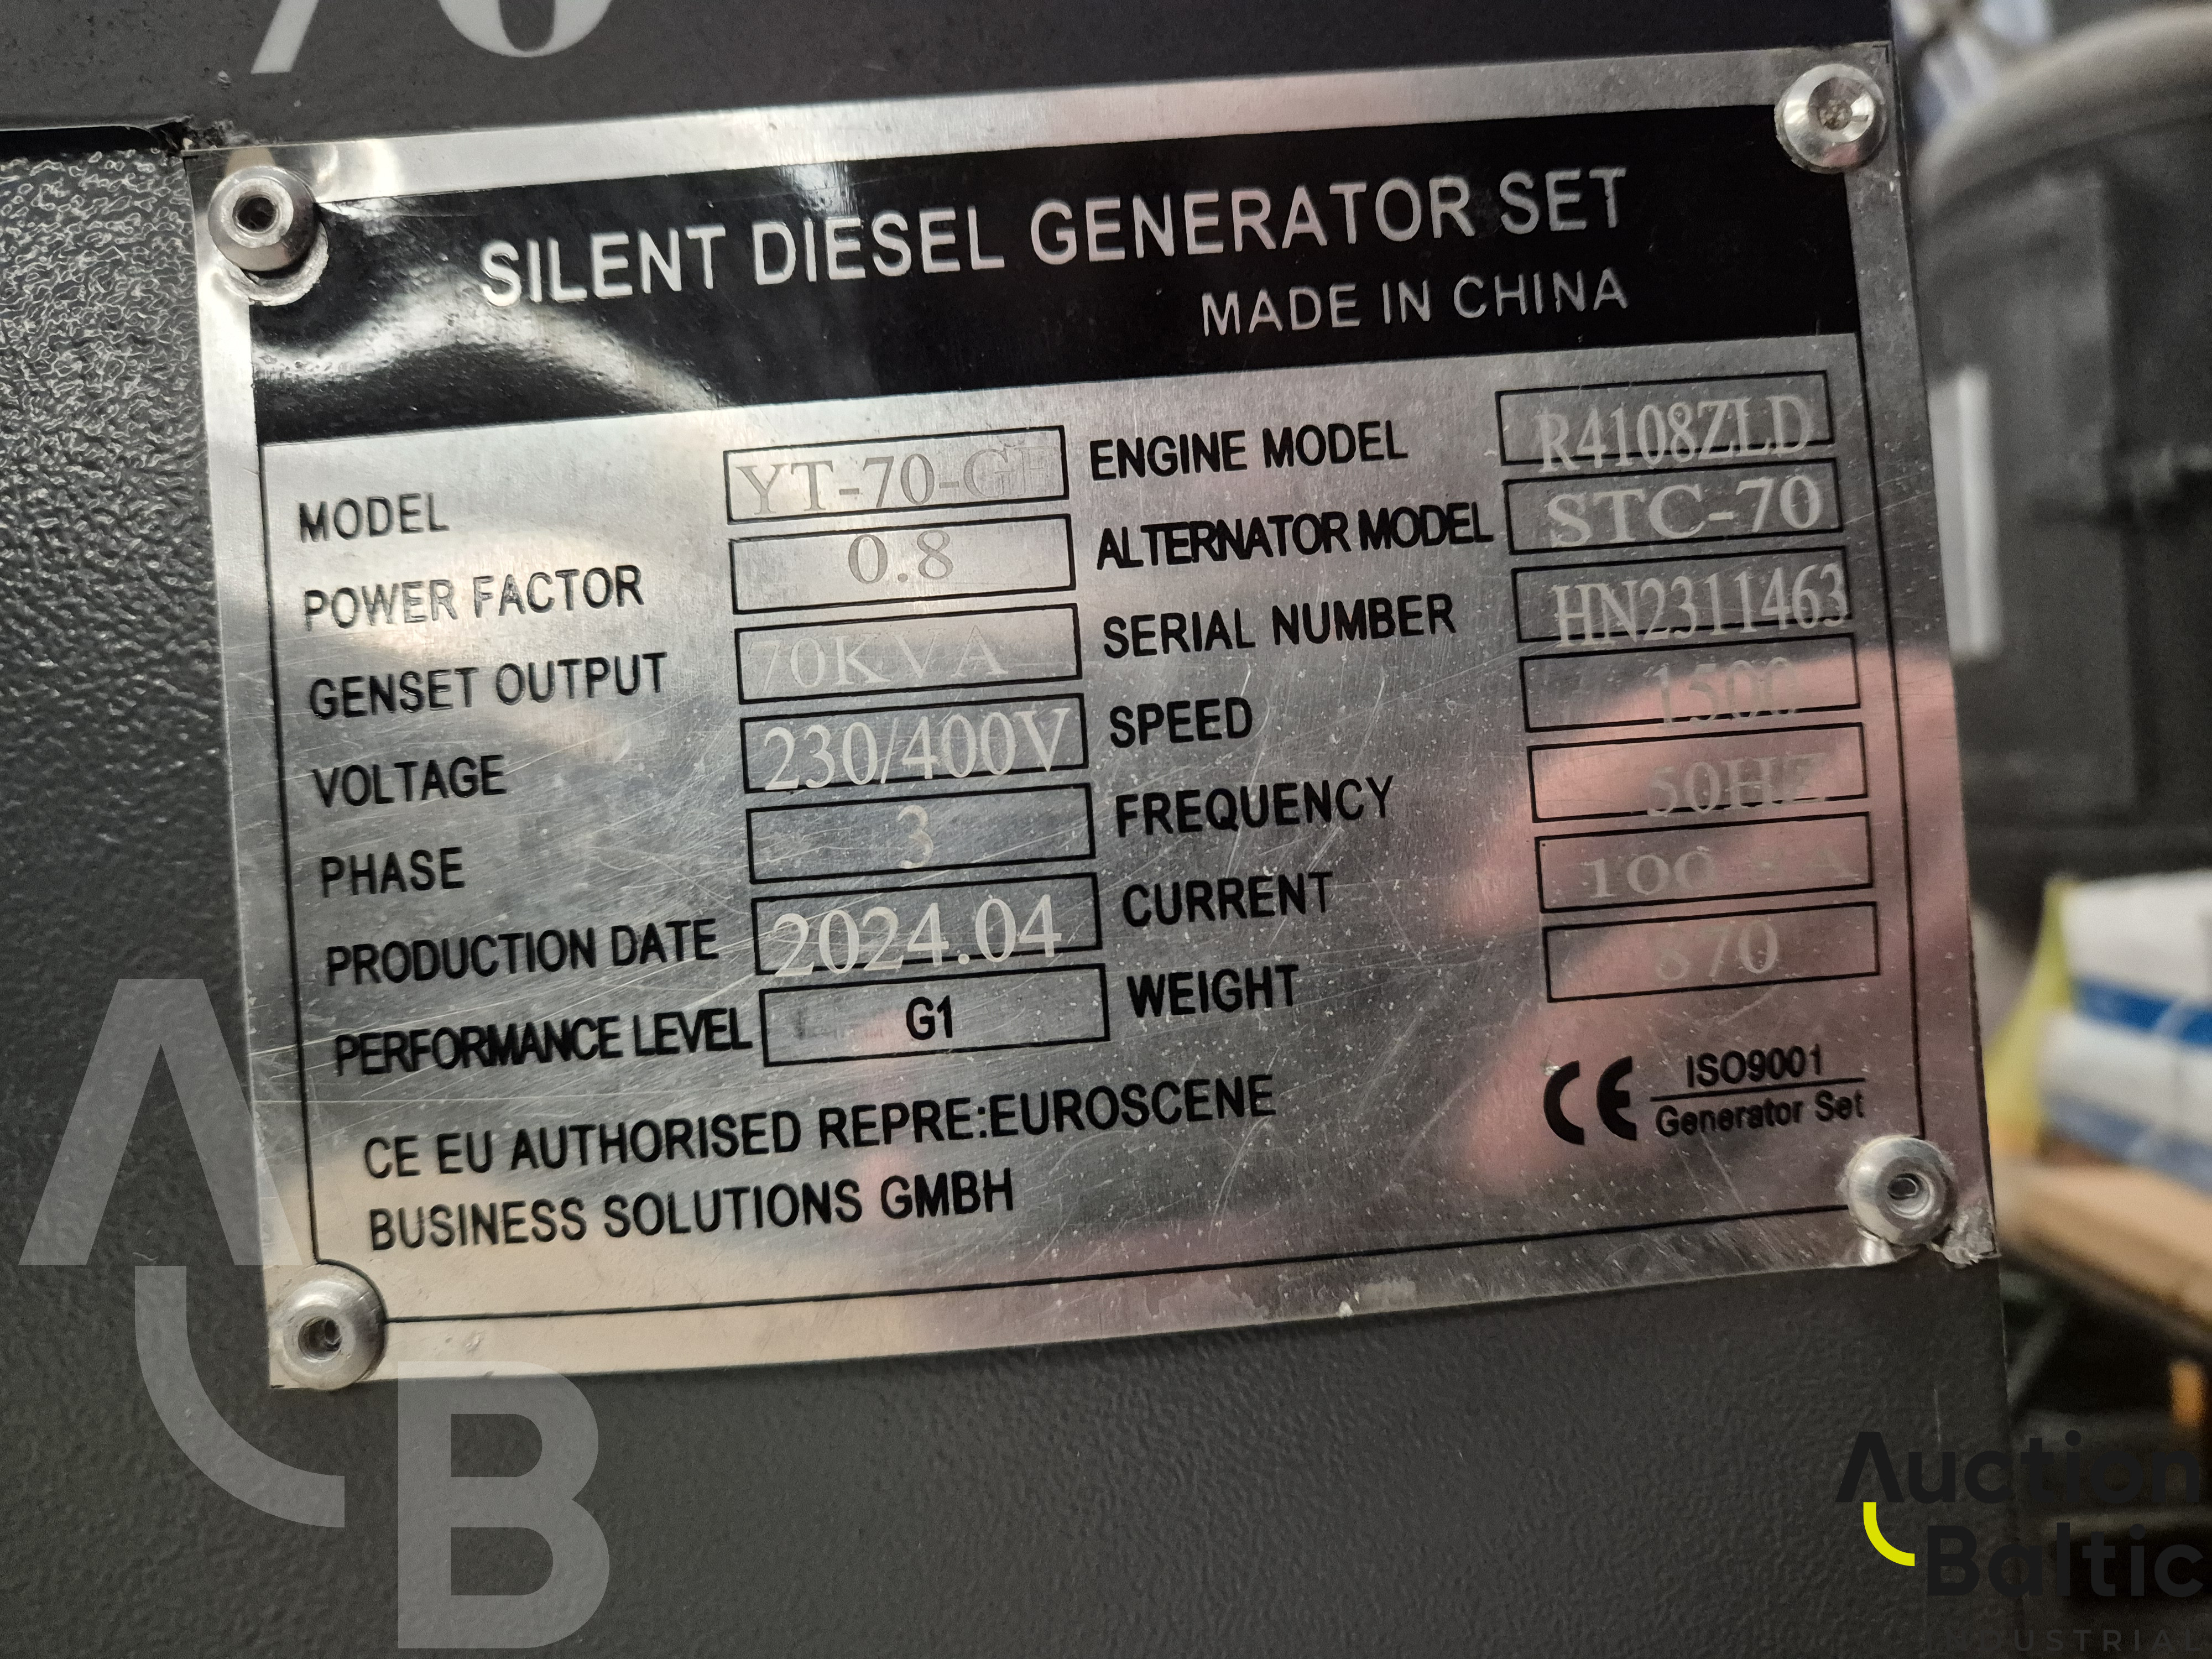 70
SILENT DIESEL GENERATOR SET
MADE IN CHINA
MODEL
ENGINE MODEL R4108ZLD
POWER FACTOR 0.8 ALTERNATOR MODEL STC-70
GENSET OUTPUT 70KVA SERIAL NUMBER HN2311463
VOLTAGE 230/400V SPEED 1500
PHASE 3 FREQUENCY 50HZ
PRODUCTION DATE 2024.04 CURRENT
PERFORMANCE LEVEL G1 WEIGHT 870
CE EU AUTHORISED REPRE:EUROSCENE
BUSINESS SOLUTIONS GMBH
CE ISO9001
Generator Set
AB
Auction
Baltic
INDUSTRIAL